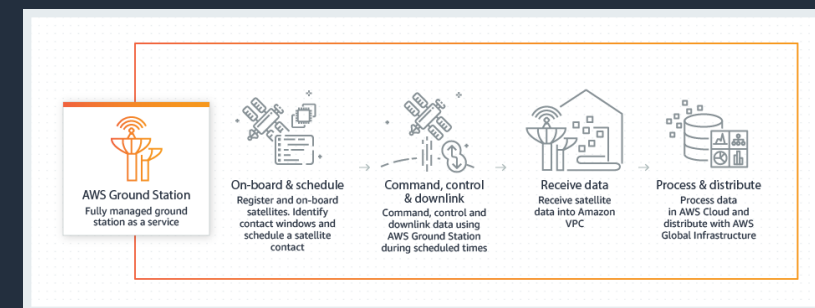 AWS Ground Station
Fully managed ground
station as a service
On-board & schedule
Register and on-board
satellites. Identify
contact windows and
schedule a satellite
contact
Command, control
& downlink
Command, control and
downlink data using
AWS Ground Station
during scheduled times
Receive data
Receive satellite
data into Amazon
VPC
Process & distribute
Process data
in AWS Cloud and
distribute with AWS
Global Infrastructure